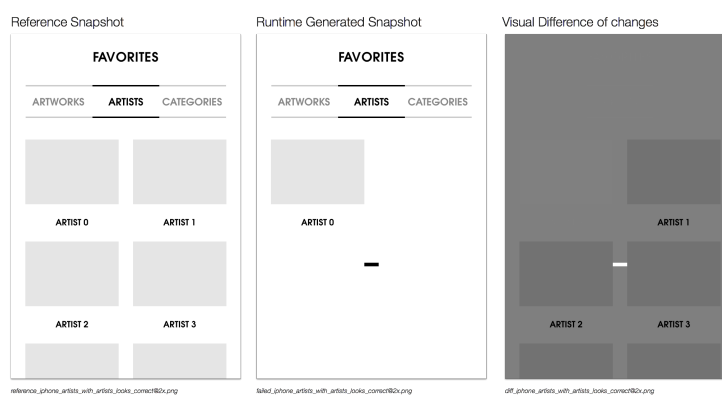 Reference Snapshot
Runtime Generated Snapshot
Visual Difference of changes
FAVORITES
ARTWORKS ARTISTS CATEGORIES
ARTIST 0 ARTIST 1
ARTIST 2 ARTIST 3
FAVORITES
ARTWORKS ARTISTS CATEGORIES
ARTIST 0
ARTIST 1
ARTIST 2 ARTIST 3
reference_iphone_artists_with_artists_looks_correct@2x.png
failed_iphone_artists_with_artists_looks_correct@2x.png
diff_iphone_artists_with_artists_looks_correct@2x.png